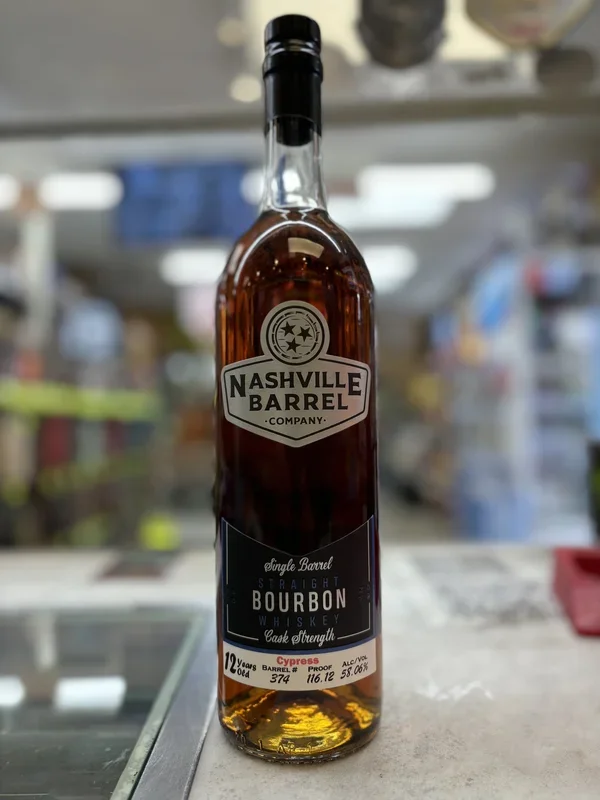 NASHVILLE
BARREL
·COMPANY·
Single Barrel
STRAIGHT
BOURBON
WHISKEY
Cask Strength
Cypress
12 Years Old BARREL # 374 PROOF 116.12 ALC/VOL 58.06%